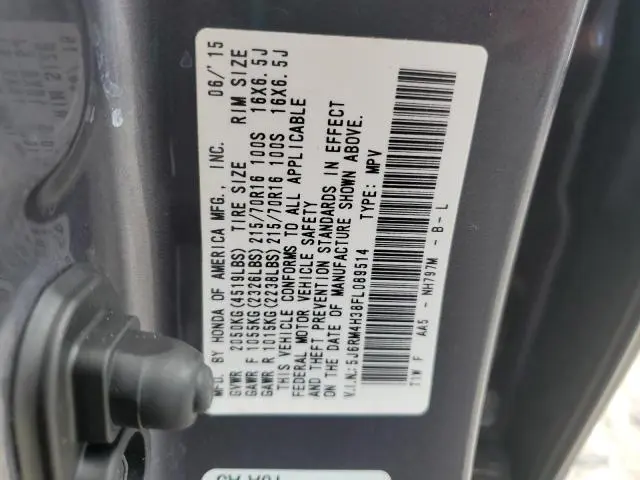 MFD. BY HONDA OF AMERICA MFG., INC. 06/'15
GVWR 2050KG(4519LBS) TIRE SIZE RIM SIZE
GAWR F 1055KG(2326LBS) 215/70R16 100S 16X6.5J
GAWR R 1015KG(2238LBS) 215/70R16 100S 16X6.5J
THIS VEHICLE CONFORMS TO ALL APPLICABLE
FEDERAL MOTOR VEHICLE SAFETY
AND THEFT PREVENTION STANDARDS IN EFFECT
ON THE DATE OF MANUFACTURE SHOWN ABOVE.
V.I.N.:5J6RM4H38FL089514 TYPE: MPV
T1W F AA5 - NH797M - B - L